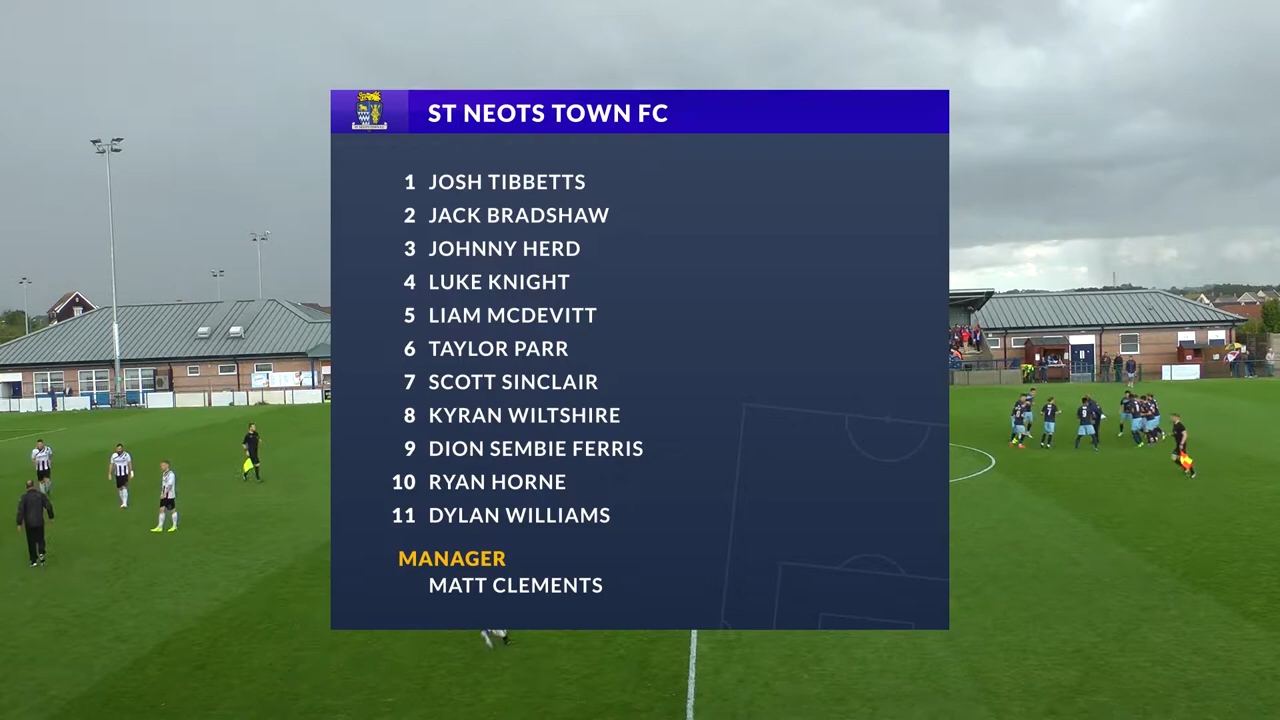 ST NEOTS TOWN FC
1 JOSH TIBBETTS
2 JACK BRADSHAW
3 JOHNNY HERD
4 LUKE KNIGHT
5 LIAM MCDEVITT
6 TAYLOR PARR
7 SCOTT SINCLAIR
8 KYRAN WILTSHIRE
9 DION SEMBIE FERRIS
10 RYAN HORNE
11 DYLAN WILLIAMS
MANAGER
MATT CLEMENTS